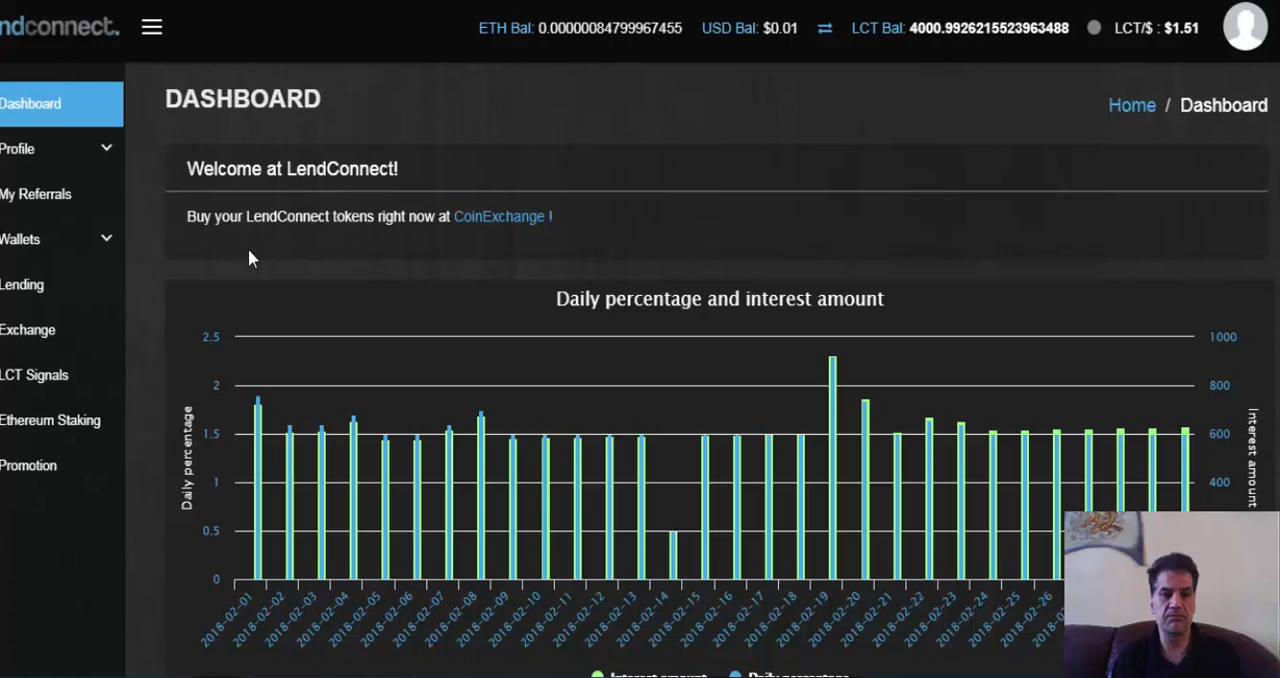 ndconnect.
ETH Bal: 0.00000084799967455 USD Bal: $0.01 LCT Bal: 4000.9926215523963488 LCT/$ : $1.51
Dashboard
Profile
My Referrals
Wallets
Lending
Exchange
LCT Signals
Ethereum Staking
Promotion
DASHBOARD
Home / Dashboard
Welcome at LendConnect!
Buy your LendConnect tokens right now at CoinExchange !
Daily percentage and interest amount
Daily percentage
2.5
2
1.5
1
0.5
0
1000
800
600
400
Interest amount
2018-02-01
2018-02-02
2018-02-03
2018-02-04
2018-02-05
2018-02-06
2018-02-07
2018-02-08
2018-02-09
2018-02-10
2018-02-11
2018-02-12
2018-02-13
2018-02-14
2018-02-15
2018-02-16
2018-02-17
2018-02-18
2018-02-19
2018-02-20
2018-02-21
2018-02-22
2018-02-23
2018-02-24
2018-02-25
2018-02-26
Interest amount Daily percentage